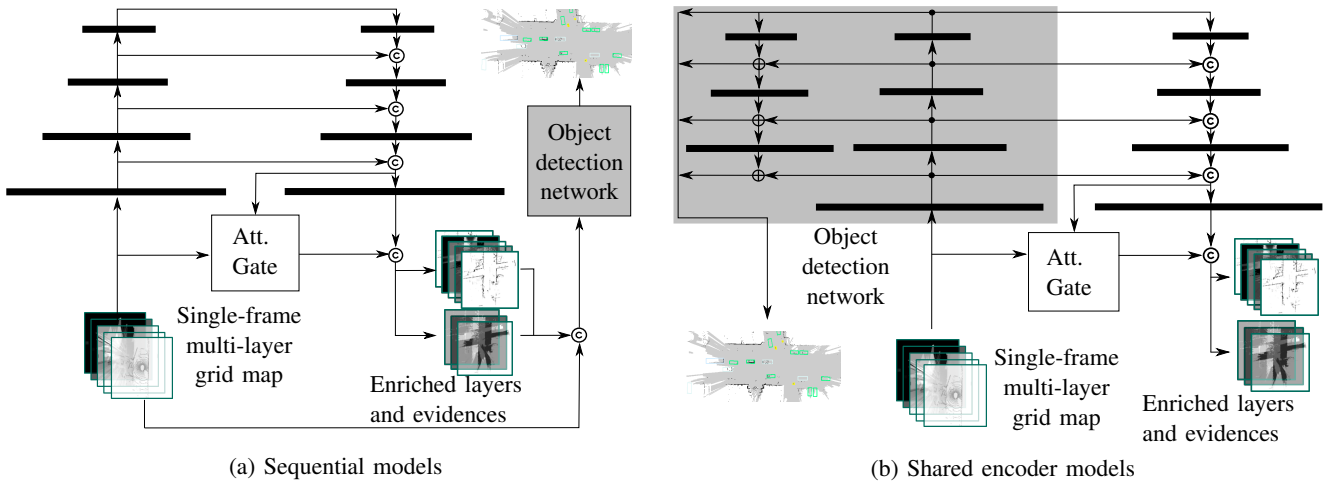 C
C
C
Object
detection
network
Att.
Gate
C
C
Single-frame
multi-layer
grid map
Enriched layers
and evidences
(a) Sequential models
C
C
C
Object
detection
network
Att.
Gate
C
Single-frame
multi-layer
grid map
Enriched layers
and evidences
(b) Shared encoder models